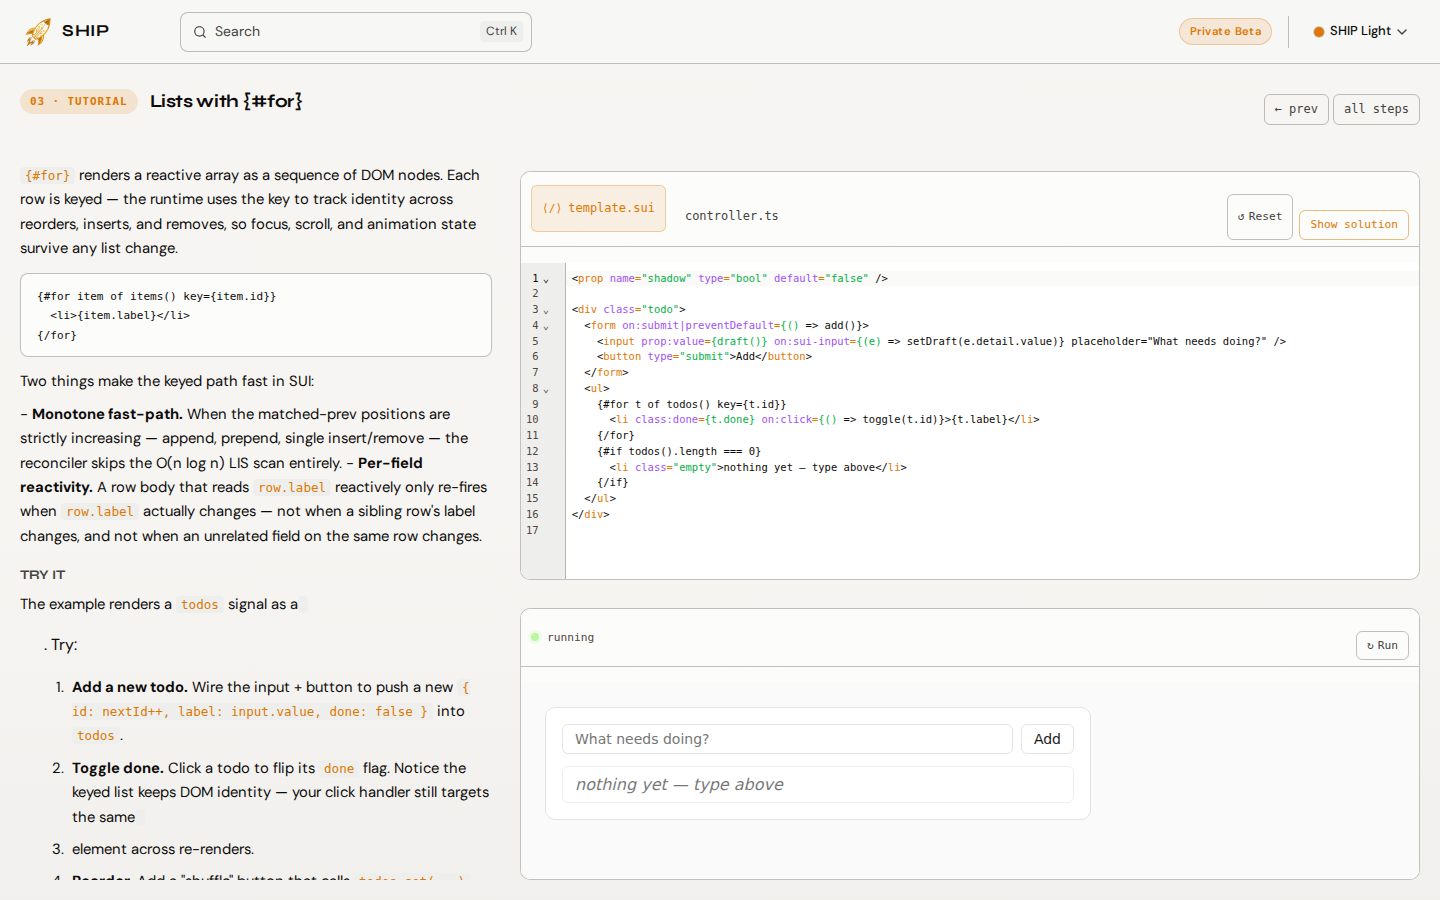 SHIP
Search
Ctrl K
Private Beta
SHIP Light
03 · TUTORIAL
Lists with {#for}
← prev
all steps
{#for} renders a reactive array as a sequence of DOM nodes. Each
row is keyed — the runtime uses the key to track identity across
reorders, inserts, and removes, so focus, scroll, and animation state
survive any list change.
{#for item of items() key={item.id}}
<li>{item.label}</li>
{/for}
Two things make the keyed path fast in SUI:
- Monotone fast-path. When the matched-prev positions are
strictly increasing — append, prepend, single insert/remove — the
reconciler skips the O(n log n) LIS scan entirely. - Per-field
reactivity. A row body that reads row.label reactively only re-fires
when row.label actually changes — not when a sibling row's label
changes, and not when an unrelated field on the same row changes.
TRY IT
The example renders a todos signal as a
. Try:
1. Add a new todo. Wire the input + button to push a new {
id: nextId++, label: input.value, done: false } into
todos .
2. Toggle done. Click a todo to flip its done flag. Notice the
keyed list keeps DOM identity — your click handler still targets
the same
3. element across re-renders.
4. Reorder. Add a "shuffle" button that calls todos.set(...)
⟨/⟩ template.sui
controller.ts
↺ Reset
Show solution
1 <prop name="shadow" type="bool" default="false" />
2
3 <div class="todo">
4 <form on:submit|preventDefault={() => add()}>
5 <input prop:value={draft()} on:sui-input={(e) => setDraft(e.detail.value)} placeholder="What needs doing?" />
6 <button type="submit">Add</button>
7 </form>
8 <ul>
9 {#for t of todos() key={t.id}}
10 <li class:done={t.done} on:click={() => toggle(t.id)}>{t.label}</li>
11 {/for}
12 {#if todos().length === 0}
13 <li class="empty">nothing yet — type above</li>
14 {/if}
15 </ul>
16 </div>
17
running
↻ Run
What needs doing?
Add
nothing yet — type above